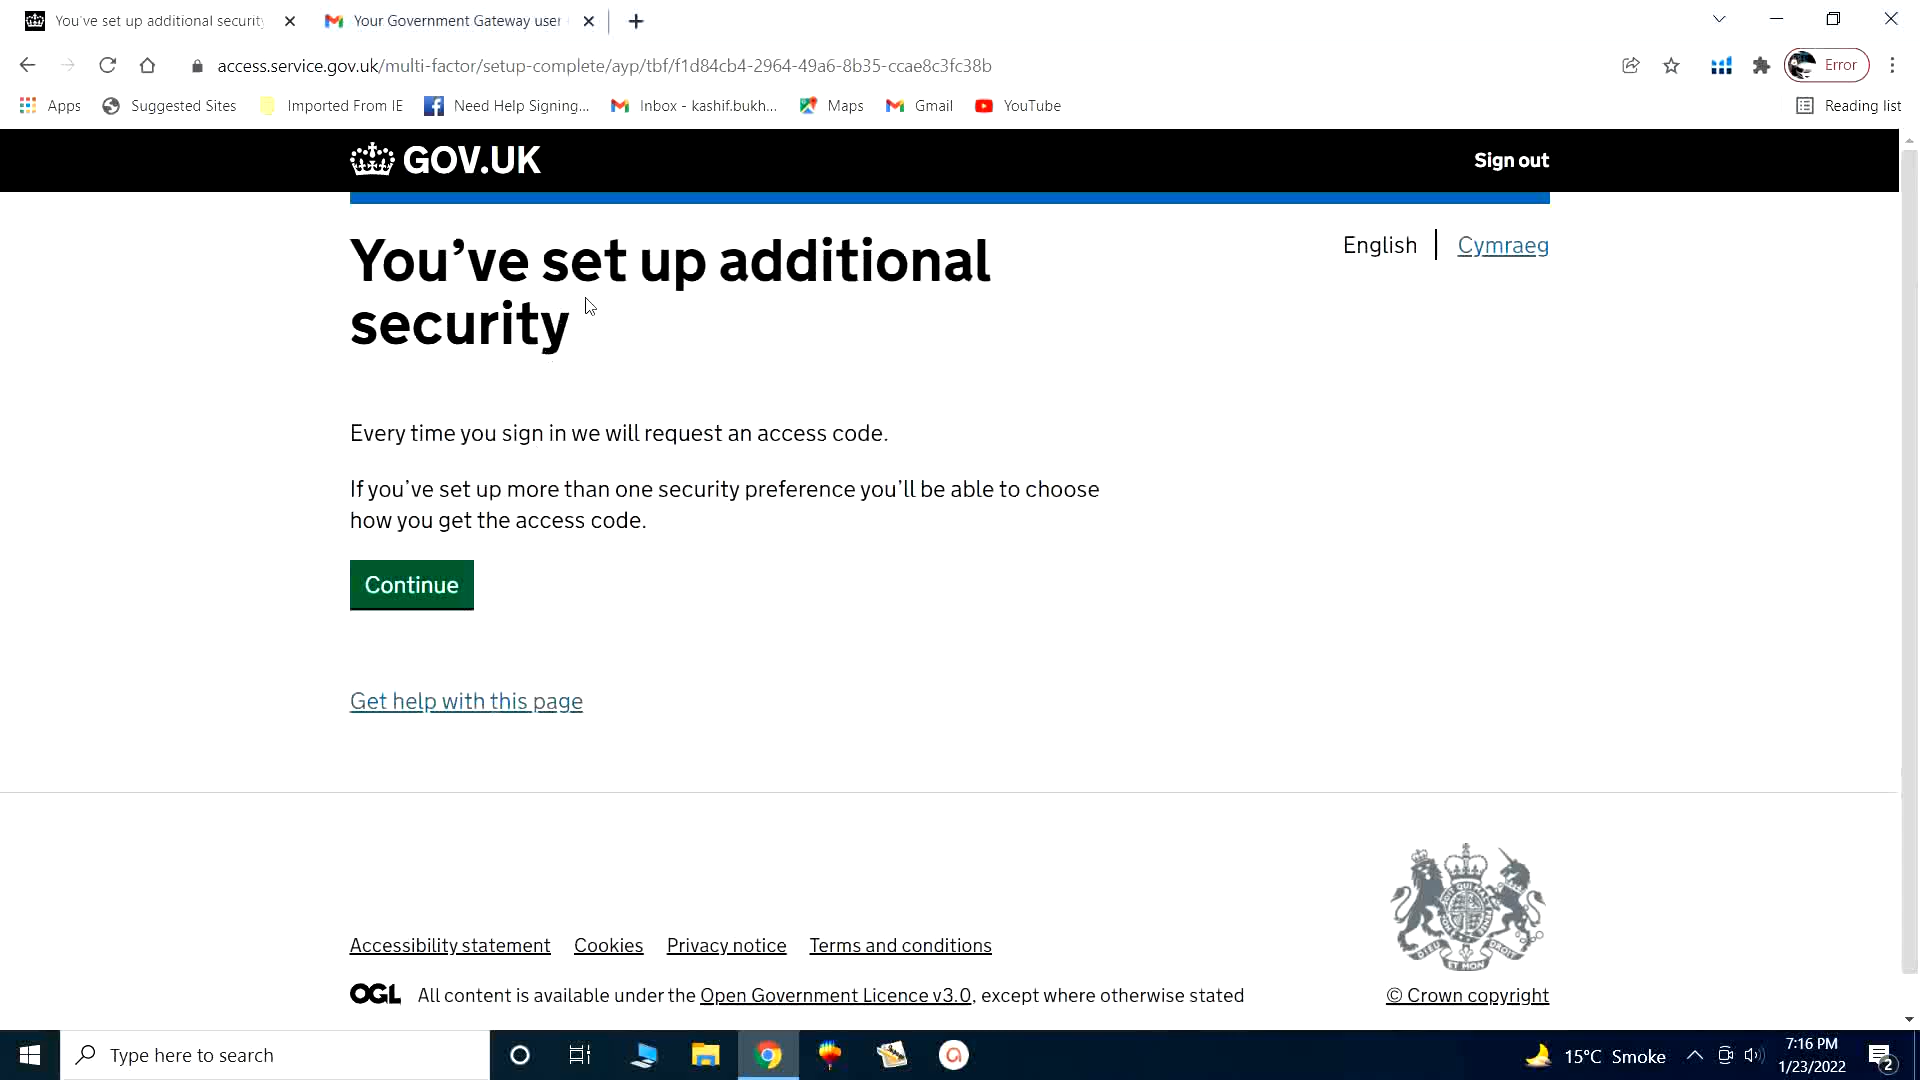 You've set up additional security
Your Government Gateway user
access.service.gov.uk/multi-factor/setup-complete/ayp/tbf/f1d84cb4-2964-49a6-8b35-ccae8c3fc38b
Error
Apps
Suggested Sites
Imported From IE
Need Help Signing...
Inbox - kashif.bukh...
Maps
Gmail
YouTube
Reading list
GOV.UK
Sign out
You've set up additional
security
English
Cymraeg
Every time you sign in we will request an access code.
If you've set up more than one security preference you'll be able to choose
how you get the access code.
Continue
Get help with this page
Accessibility statement
Cookies
Privacy notice
Terms and conditions
OGL All content is available under the Open Government Licence v3.0, except where otherwise stated
© Crown copyright
Type here to search
15°C Smoke
7:16 PM
1/23/2022
2